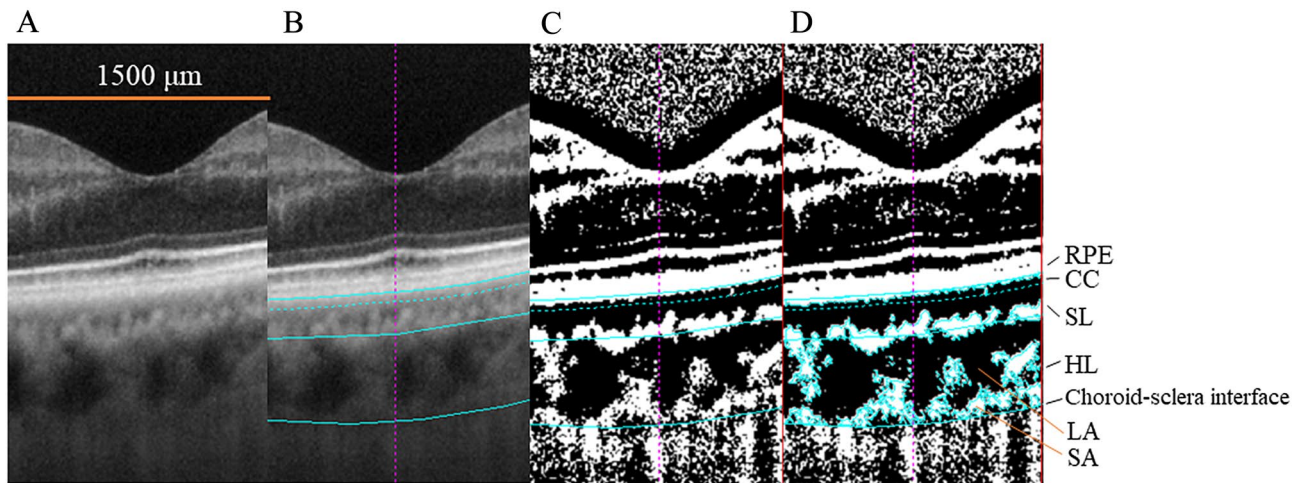 A
B
C
D
1500 µm
RPE
CC
SL
HL
Choroid-sclera interface
LA
SA